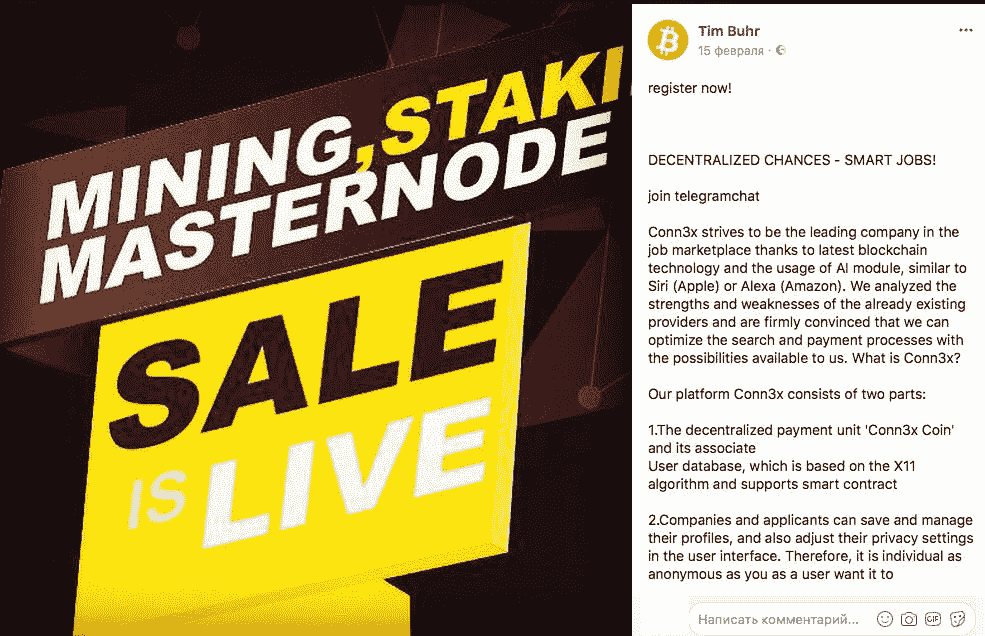 MINING,STAKI
MASTERNODE
SALE
IS LIVE
Tim Buhr
15 февраля ·
register now!
DECENTRALIZED CHANCES - SMART JOBS!
join telegramchat
Conn3x strives to be the leading company in the
job marketplace thanks to latest blockchain
technology and the usage of AI module, similar to
Siri (Apple) or Alexa (Amazon). We analyzed the
strengths and weaknesses of the already existing
providers and are firmly convinced that we can
optimize the search and payment processes with
the possibilities available to us. What is Conn3x?
Our platform Conn3x consists of two parts:
1.The decentralized payment unit 'Conn3x Coin'
and its associate
User database, which is based on the X11
algorithm and supports smart contract
2.Companies and applicants can save and manage
their profiles, and also adjust their privacy settings
in the user interface. Therefore, it is individual as
anonymous as you as a user want it to
Написать комментарий...
GIF